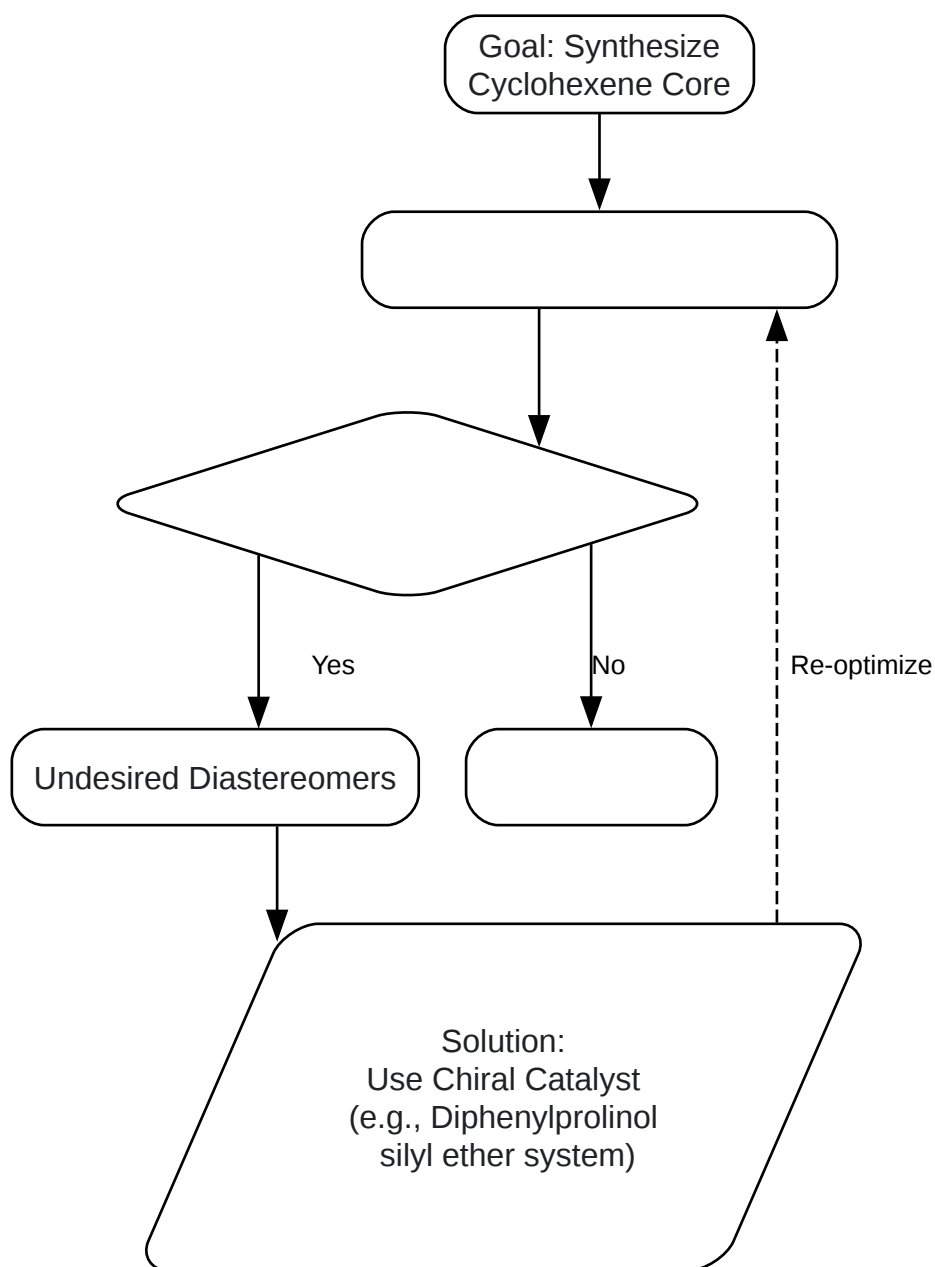 Goal: Synthesize
Cyclohexene Core
Yes
No
Re-optimize
Undesired Diastereomers
Solution:
Use Chiral Catalyst
(e.g., Diphenylprolinol
silyl ether system)